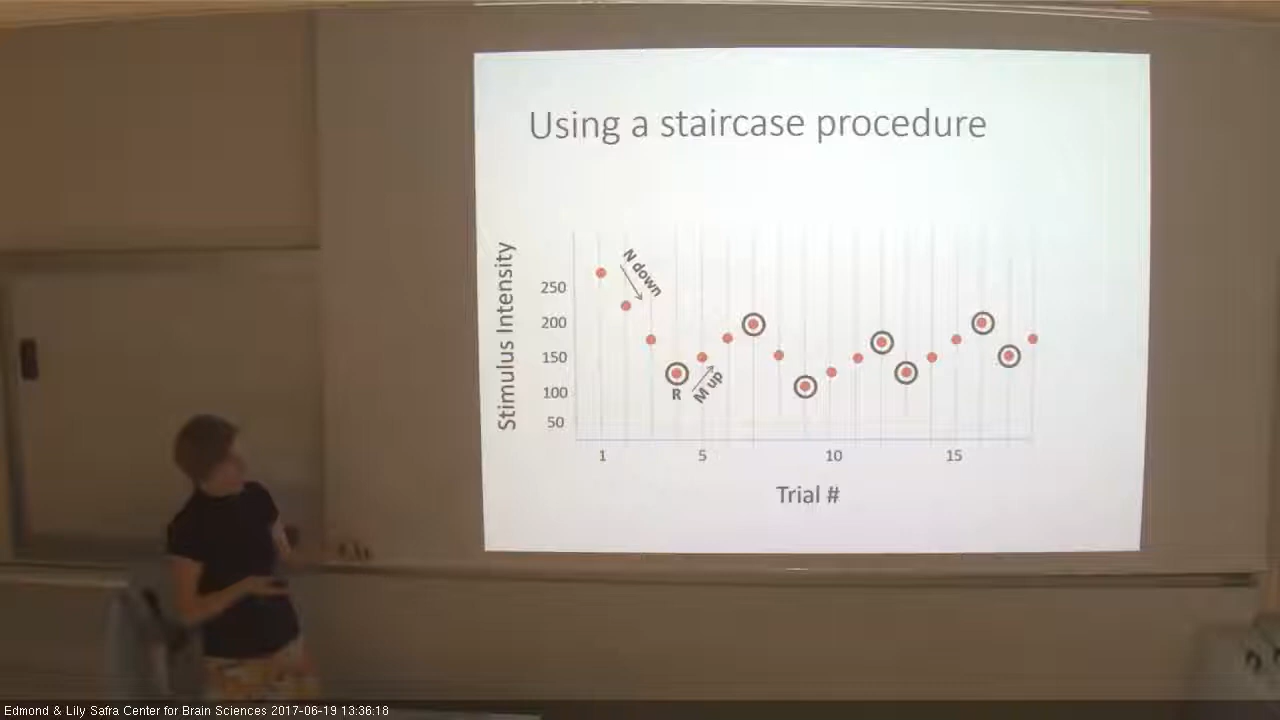 Using a staircase procedure
Stimulus Intensity
250
200
150
100
50
N down
R
M up
1
5
10
15
Trial #
Edmond & Lily Safra Center for Brain Sciences 2017-06-19 13:36:18